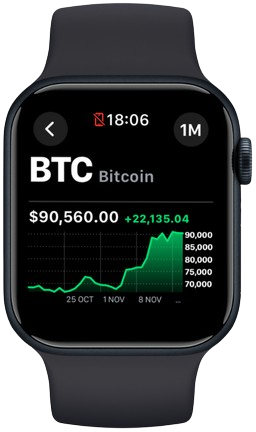 18:06
1M
BTC Bitcoin
$90,560.00 +22,135.04
90,000
85,000
80,000
75,000
70,000
25 OCT 1 NOV 8 NOV ...